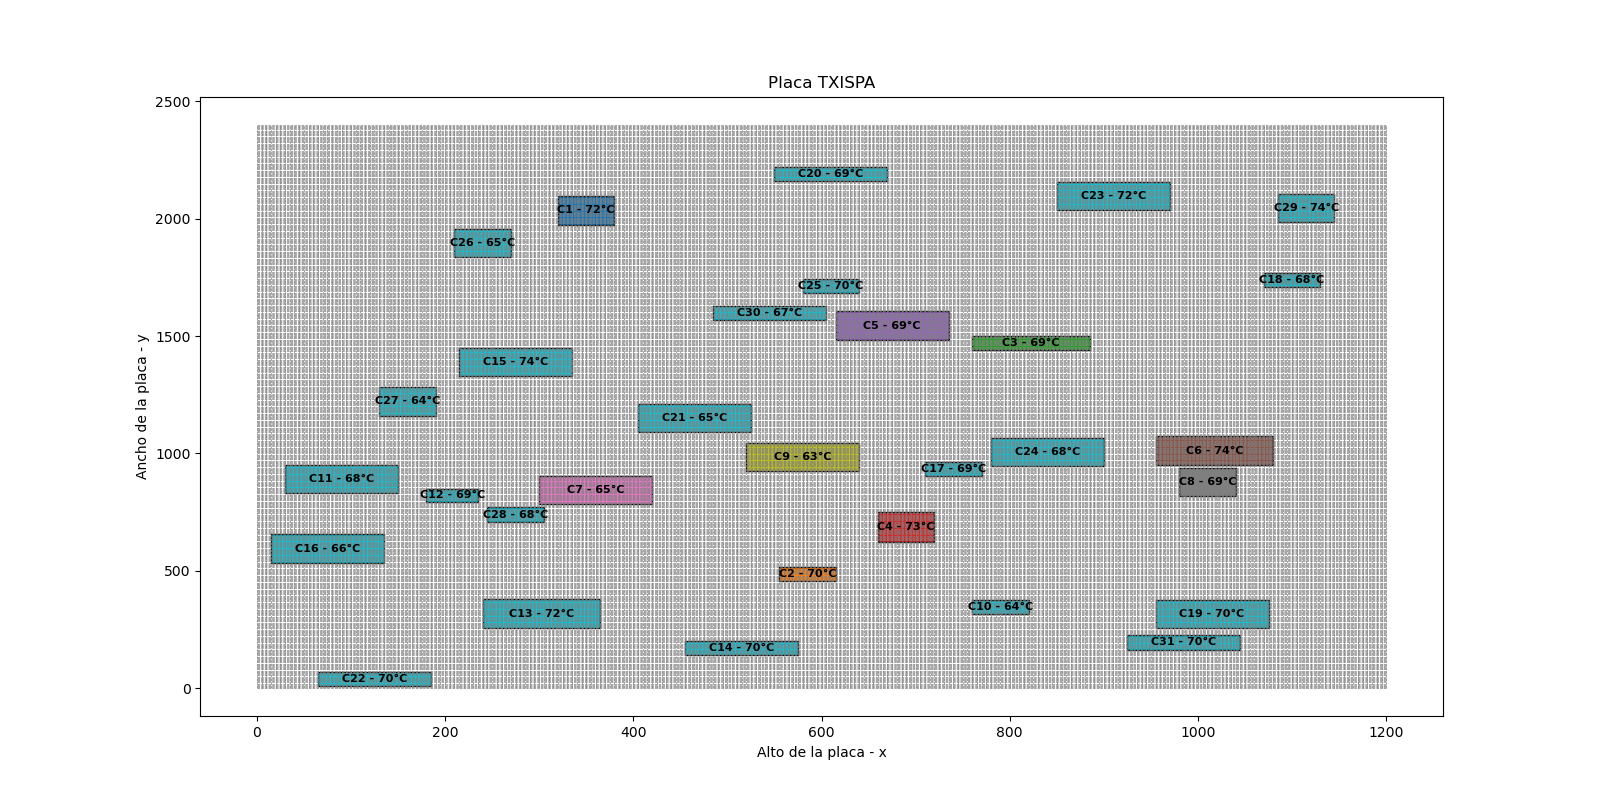 Placa TXISPA
2500
2000
1500
1000
500
0
Ancho de la placa - y
C20 - 69°C
C23 - 72°C
C1 - 72°C
C29 - 74°C
C26 - 65°C
C18 - 68°C
C25 - 70°C
C30 - 67°C
C5 - 69°C
C3 - 69°C
C15 - 74°C
C27 - 64°C
C21 - 65°C
C9 - 63°C
C24 - 68°C
C6 - 74°C
C17 - 69°C
C11 - 68°C
C8 - 69°C
C7 - 65°C
C12 - 69°C
C28 - 68°C
C4 - 73°C
C16 - 66°C
C2 - 70°C
C10 - 64°C
C13 - 72°C
C19 - 70°C
C31 - 70°C
C14 - 70°C
C22 - 70°C
0 200 400 600 800 1000 1200
Alto de la placa - x